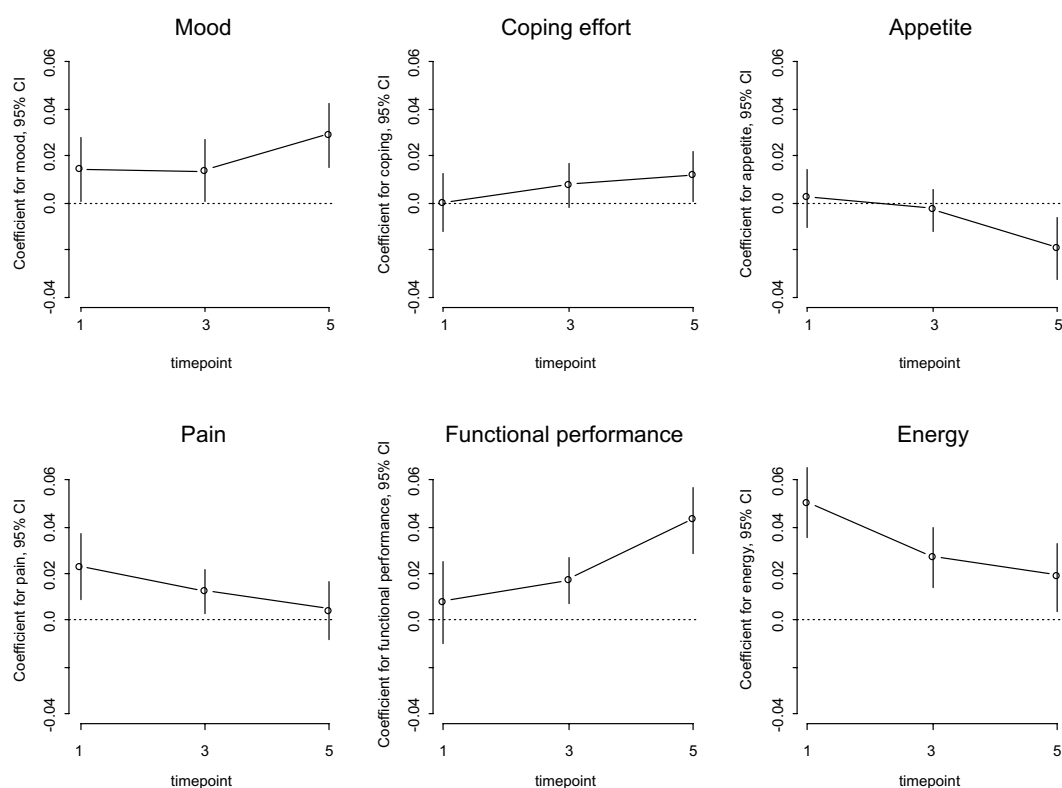 Mood
Coefficient for mood, 95% CI
0.06
0.04
0.02
0.0
-0.04
1 3 5
timepoint
Coping effort
Coefficient for coping, 95% CI
0.06
0.04
0.02
0.0
-0.04
1 3 5
timepoint
Appetite
Coefficient for appetite, 95% CI
0.06
0.04
0.02
0.0
-0.04
1 3 5
timepoint
Pain
Coefficient for pain, 95% CI
0.06
0.04
0.02
0.0
-0.04
1 3 5
timepoint
Functional performance
Coefficient for functional performance, 95% CI
0.06
0.04
0.02
0.0
-0.04
1 3 5
timepoint
Energy
Coefficient for energy, 95% CI
0.06
0.04
0.02
0.0
-0.04
1 3 5
timepoint